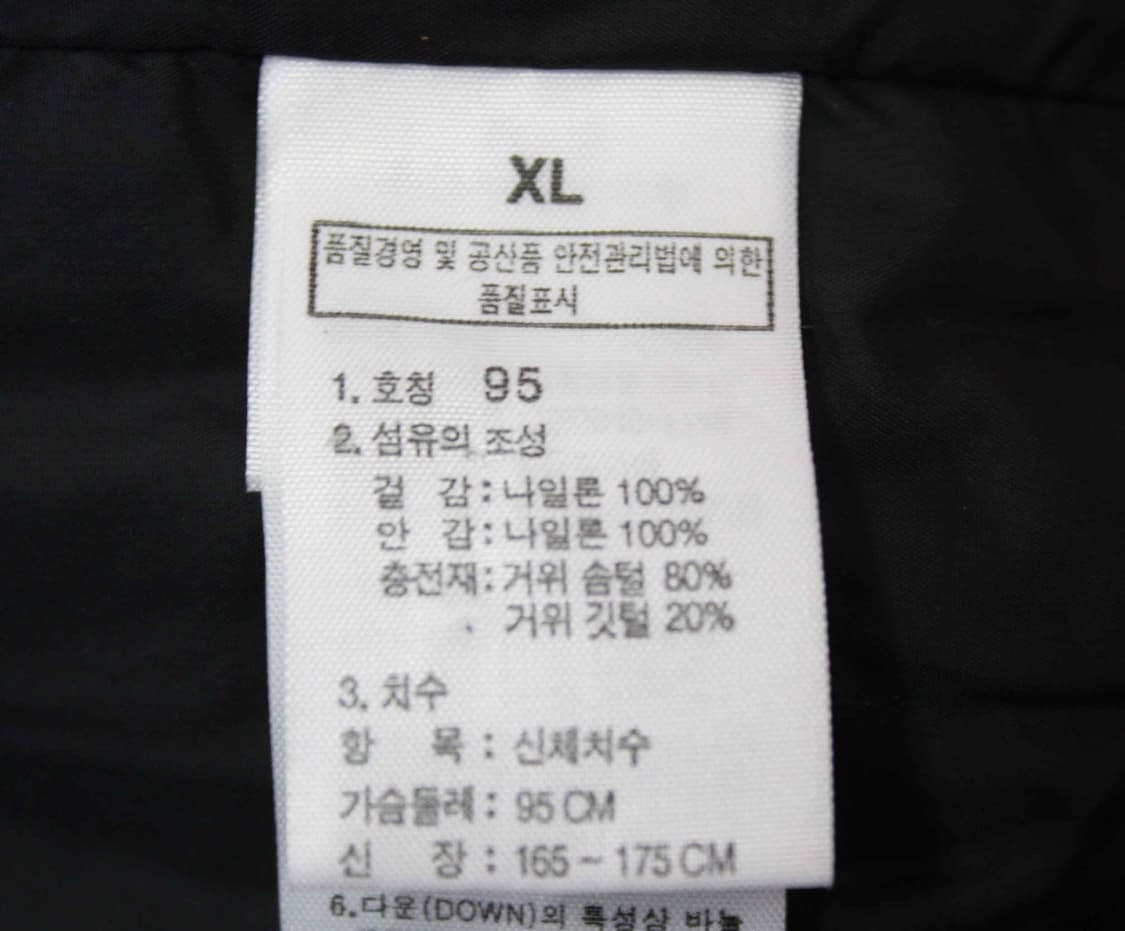 XL
품질경영 및 공산품 안전관리법에 의한
품질표시
1. 호칭 95
2. 섬유의 조성
겉 감 : 나일론 100%
안 감 : 나일론 100%
충전재 : 거위 솜털 80%
거위 깃털 20%
3. 치수
항 목 : 신체치수
가슴둘레 : 95 CM
신 장 : 165 ~ 175 CM
6. 다운(DOWN)의 특성상 바늘